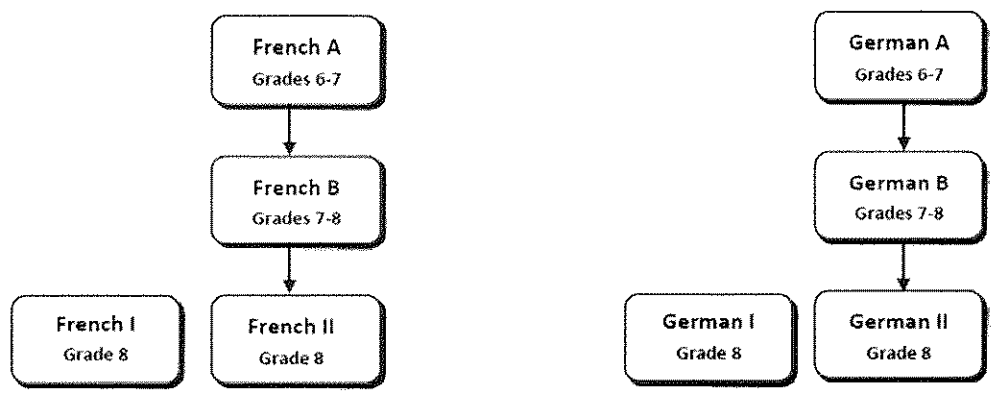 French A
Grades 6-7
German A
Grades 6-7
French B
Grades 7-8
German B
Grades 7-8
French I
Grade 8
French II
Grade 8
German I
Grade 8
German II
Grade 8